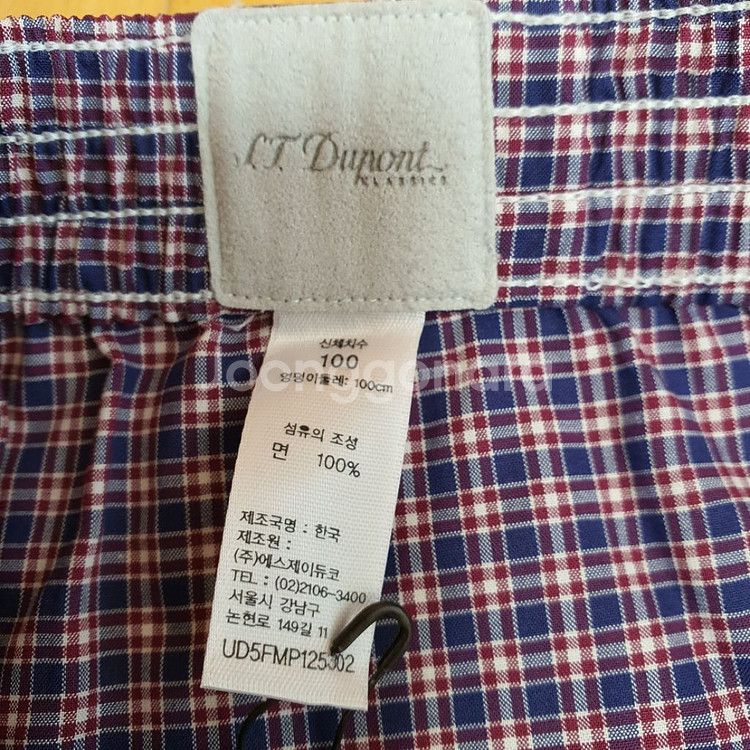 S.T. Dupont
CLASSICS
신체치수
100
엉덩이둘레: 100cm
Joonggonara
섬유의 조성
면 100%
제조국명 : 한국
제조원 :
(주)에스제이듀코
TEL : (02)2106-3400
서울시 강남구
논현로 149길 11
UD5FMP125302